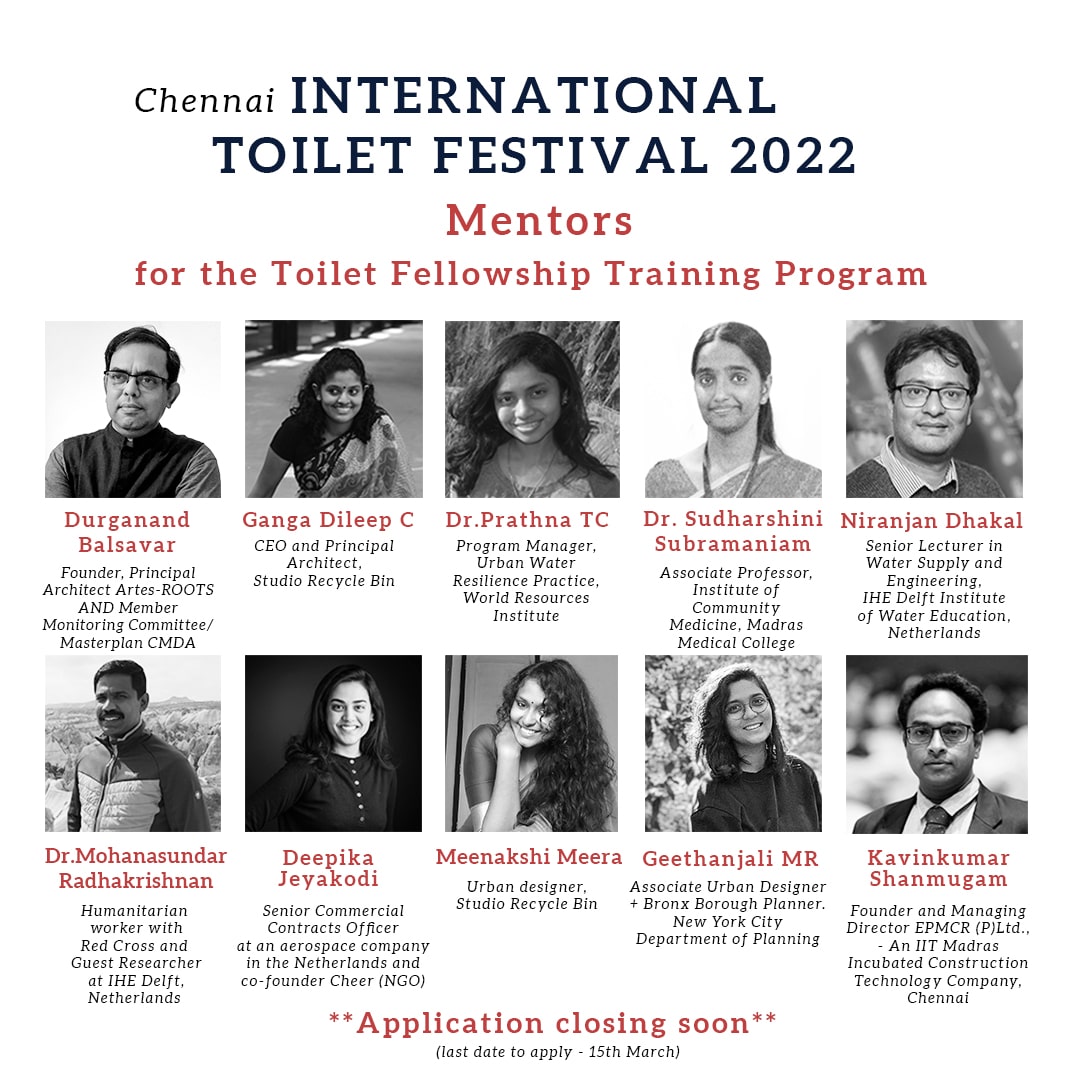 Chennai INTERNATIONAL
TOILET FESTIVAL 2022
Mentors
for the Toilet Fellowship Training Program
Durganand
Balsavar
Founder, Principal
Architect Artes-ROOTS
AND Member
Monitoring Committee/
Masterplan CMDA
Ganga Dileep C
CEO and Principal
Architect,
Studio Recycle Bin
Dr.Prathna TC
Program Manager,
Urban Water
Resilience Practice,
World Resources
Institute
Dr. Sudharshini
Subramaniam
Associate Professor,
Institute of
Community
Medicine, Madras
Medical College
Niranjan Dhakal
Senior Lecturer in
Water Supply and
Engineering,
IHE Delft Institute
of Water Education,
Netherlands
Dr.Mohanasundar
Radhakrishnan
Humanitarian
worker with
Red Cross and
Guest Researcher
at IHE Delft,
Netherlands
Deepika
Jeyakodi
Senior Commercial
Contracts Officer
at an aerospace company
in the Netherlands and
co-founder Cheer (NGO)
Meenakshi Meera
Urban designer,
Studio Recycle Bin
Geethanjali MR
Associate Urban Designer
+ Bronx Borough Planner.
New York City
Department of Planning
Kavinkumar
Shanmugam
Founder and Managing
Director EPMCR (P)Ltd.,
- An IIT Madras
Incubated Construction
Technology Company,
Chennai
**Application closing soon**
(last date to apply - 15th March)